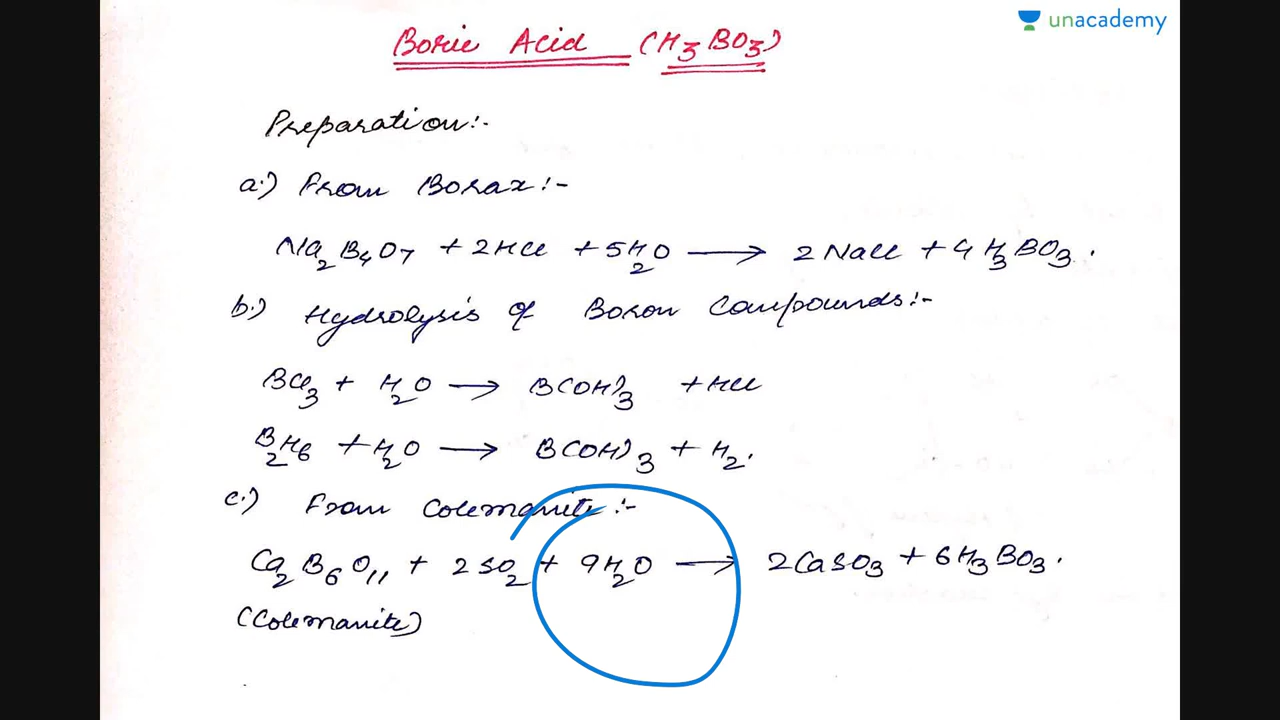 unacademy
Boric Acid (H3BO3)
Preparation:-
a.) From Borax:-
Na2B4O7 + 2HCl + 5H2O → 2NaCl + 4H3BO3.
b.) Hydrolysis of Boron Compounds:-
BCl3 + H2O → B(OH)3 + HCl
B2H6 + H2O → B(OH)3 + H2.
c.) From Colemanite:-
Ca2B6O11 + 2SO2 + 9H2O → 2CaSO3 + 6H3BO3.
(Colemanite)